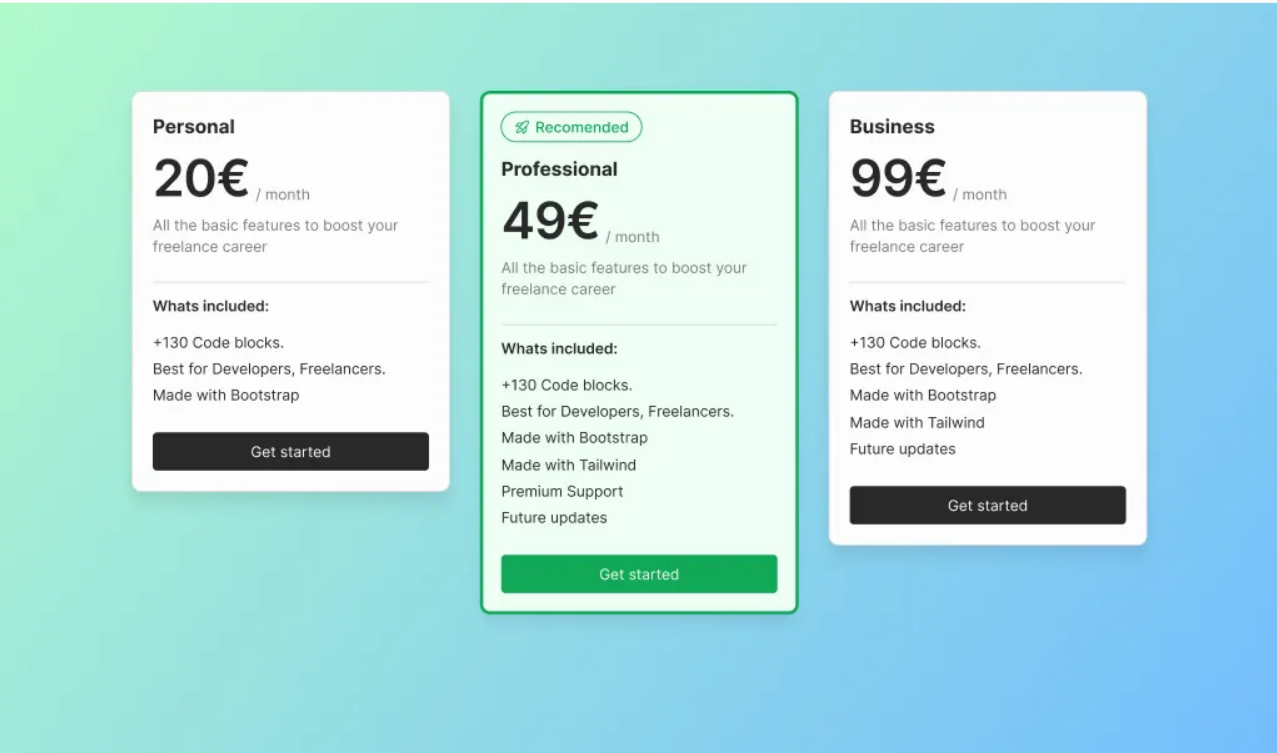 Personal
20€ / month
All the basic features to boost your
freelance career
Whats included:
+130 Code blocks.
Best for Developers, Freelancers.
Made with Bootstrap
Get started
Recomended
Professional
49€ / month
All the basic features to boost your
freelance career
Whats included:
+130 Code blocks.
Best for Developers, Freelancers.
Made with Bootstrap
Made with Tailwind
Premium Support
Future updates
Get started
Business
99€ / month
All the basic features to boost your
freelance career
Whats included:
+130 Code blocks.
Best for Developers, Freelancers.
Made with Bootstrap
Made with Tailwind
Future updates
Get started